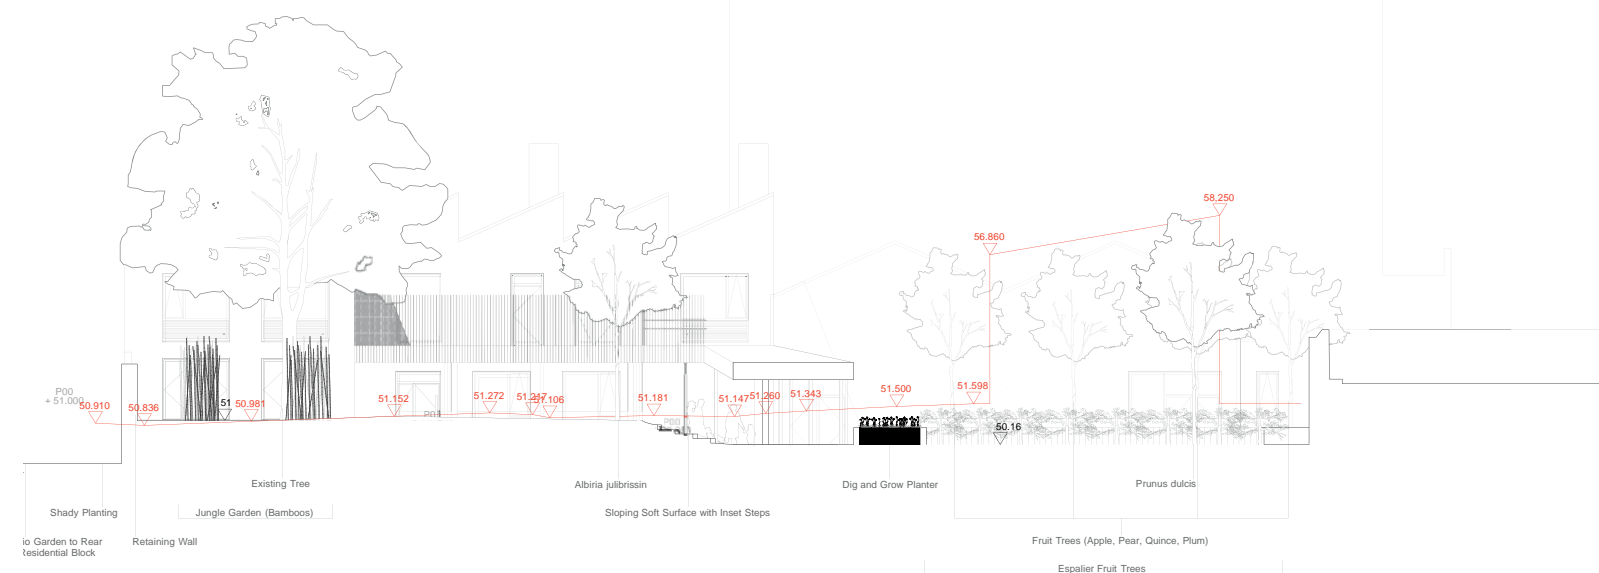 58.250
56.860
P00
+ 51.000
50.910
50.836
51
50.981
51.152
51.272
51.106
51.181
51.147
51.260
51.343
51.500
51.598
50.16
Existing Tree
Albiria julibrissin
Dig and Grow Planter
Prunus dulcis
Shady Planting
Jungle Garden (Bamboos)
Sloping Soft Surface with Inset Steps
io Garden to Rear
Residential Block
Retaining Wall
Fruit Trees (Apple, Pear, Quince, Plum)
Espalier Fruit Trees